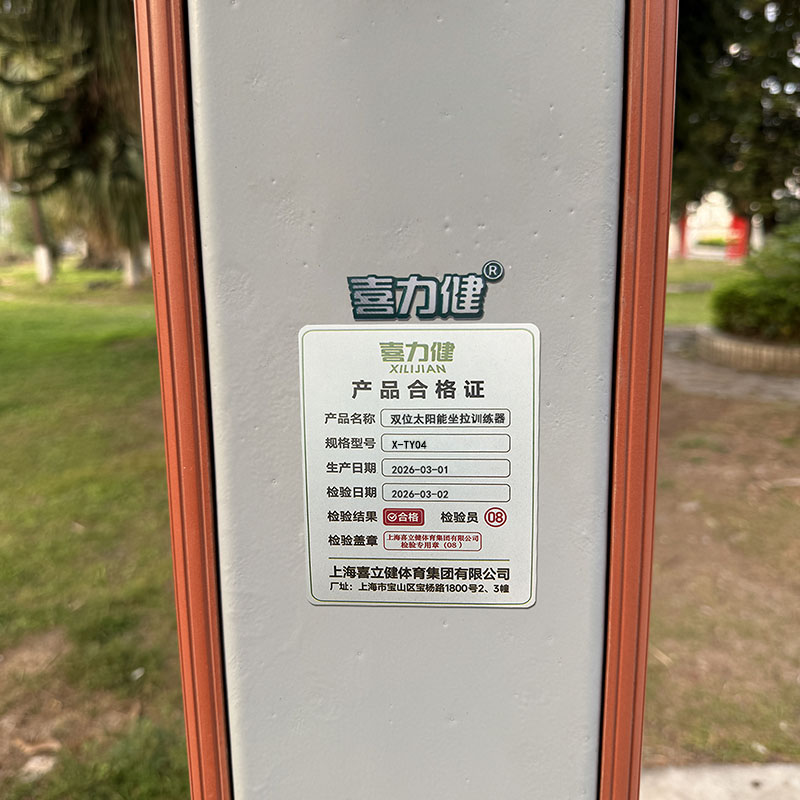 喜力健®
喜力健
XILIJIAN
产品合格证
产品名称 双位太阳能坐拉训练器
规格型号 X-TY04
生产日期 2026-03-01
检验日期 2026-03-02
检验结果 合格 检验员 08
检验盖章 上海喜立健体育集团有限公司
检验专用章（08）
上海喜立健体育集团有限公司
厂址：上海市宝山区宝杨路1800号2、3幢